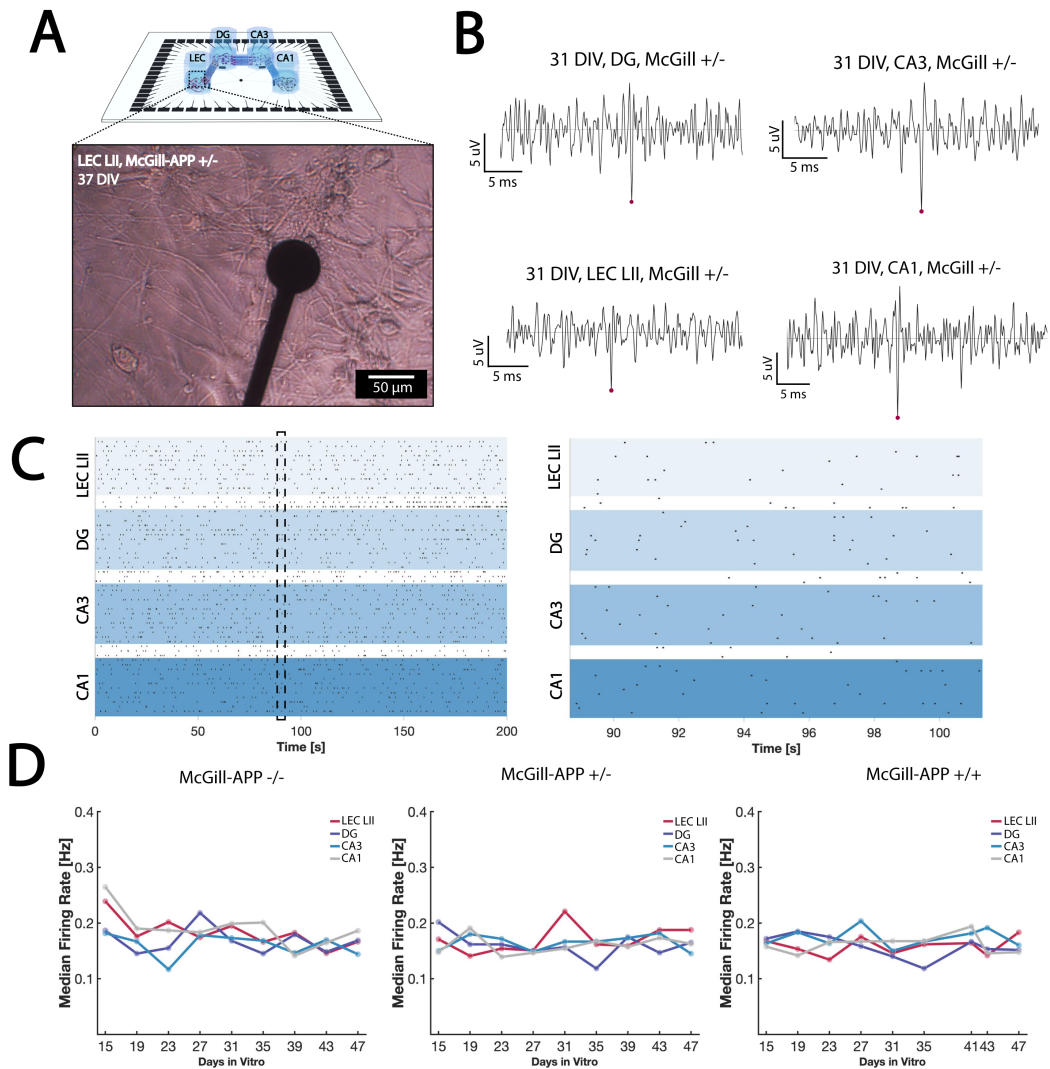 A
DG
CA3
LEC
CA1
LEC LII, McGill-APP +/-
37 DIV
50 µm
B
31 DIV, DG, McGill +/-
5 uV
5 ms
31 DIV, CA3, McGill +/-
5 uV
5 ms
31 DIV, LEC LII, McGill +/-
5 uV
5 ms
31 DIV, CA1, McGill +/-
5 uV
5 ms
C
LEC LII
DG
CA3
CA1
0 50 100 150 200
Time [s]
LEC LII
DG
CA3
CA1
90 92 94 96 98 100
Time [s]
D
McGill-APP -/-
Median Firing Rate [Hz]
0.4
0.3
0.2
0.1
LEC LII
DG
CA3
CA1
15 19 23 27 31 35 39 43 47
Days in Vitro
McGill-APP +/-
Median Firing Rate [Hz]
0.4
0.3
0.2
0.1
LEC LII
DG
CA3
CA1
15 19 23 27 31 35 39 43 47
Days in Vitro
McGill-APP +/+
Median Firing Rate [Hz]
0.4
0.3
0.2
0.1
LEC LII
DG
CA3
CA1
15 19 23 27 31 35 41 43 47
Days in Vitro